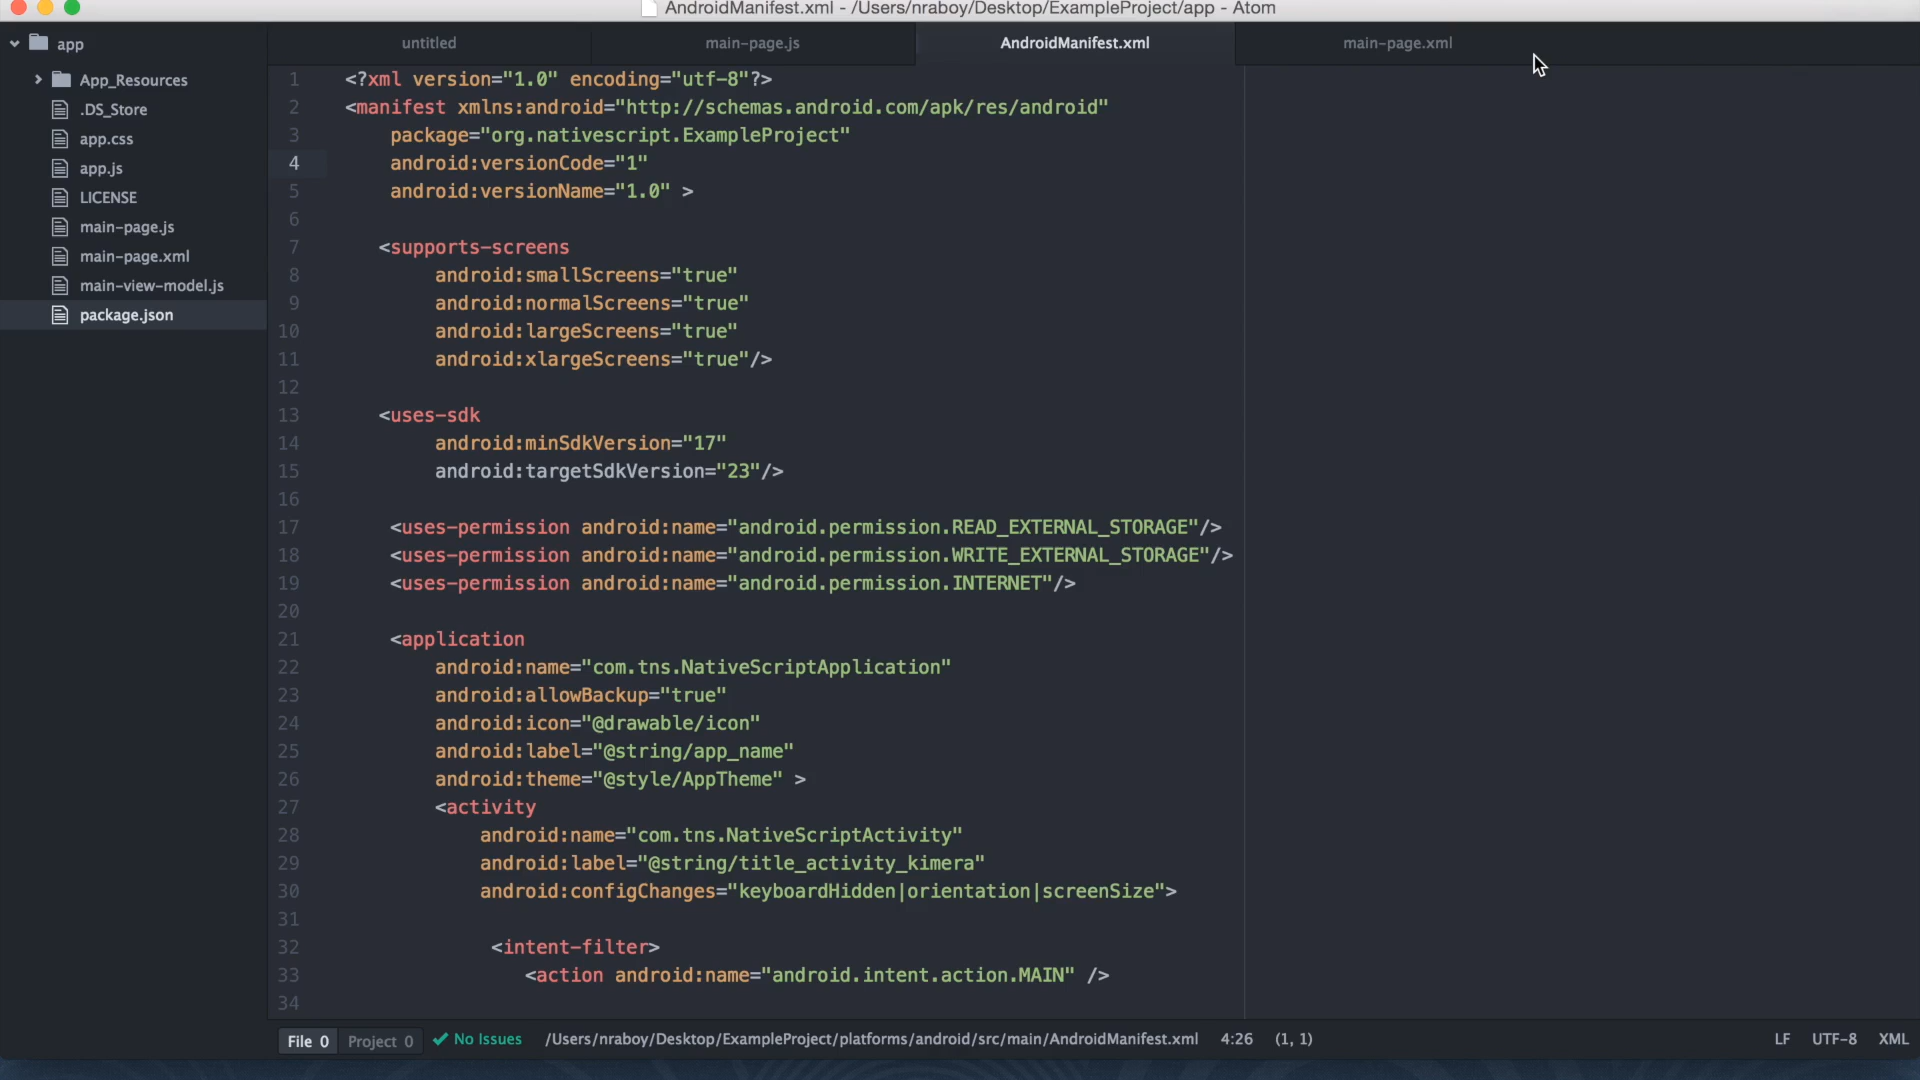 AndroidManifest.xml - /Users/nraboy/Desktop/ExampleProject/app - Atom
app
App_Resources
.DS_Store
app.css
app.js
LICENSE
main-page.js
main-page.xml
main-view-model.js
package.json
untitled
main-page.js
AndroidManifest.xml
main-page.xml
1 <?xml version="1.0" encoding="utf-8"?>
2 <manifest xmlns:android="http://schemas.android.com/apk/res/android"
3 package="org.nativescript.ExampleProject"
4 android:versionCode="1"
5 android:versionName="1.0" >
6
7 <supports-screens
8 android:smallScreens="true"
9 android:normalScreens="true"
10 android:largeScreens="true"
11 android:xlargeScreens="true"/>
12
13 <uses-sdk
14 android:minSdkVersion="17"
15 android:targetSdkVersion="23"/>
16
17 <uses-permission android:name="android.permission.READ_EXTERNAL_STORAGE"/>
18 <uses-permission android:name="android.permission.WRITE_EXTERNAL_STORAGE"/>
19 <uses-permission android:name="android.permission.INTERNET"/>
20
21 <application
22 android:name="com.tns.NativeScriptApplication"
23 android:allowBackup="true"
24 android:icon="@drawable/icon"
25 android:label="@string/app_name"
26 android:theme="@style/AppTheme" >
27 <activity
28 android:name="com.tns.NativeScriptActivity"
29 android:label="@string/title_activity_kimera"
30 android:configChanges="keyboardHidden|orientation|screenSize">
31
32 <intent-filter>
33 <action android:name="android.intent.action.MAIN" />
34
File 0 Project 0 No Issues /Users/nraboy/Desktop/ExampleProject/platforms/android/src/main/AndroidManifest.xml 4:26 (1, 1) LF UTF-8 XML